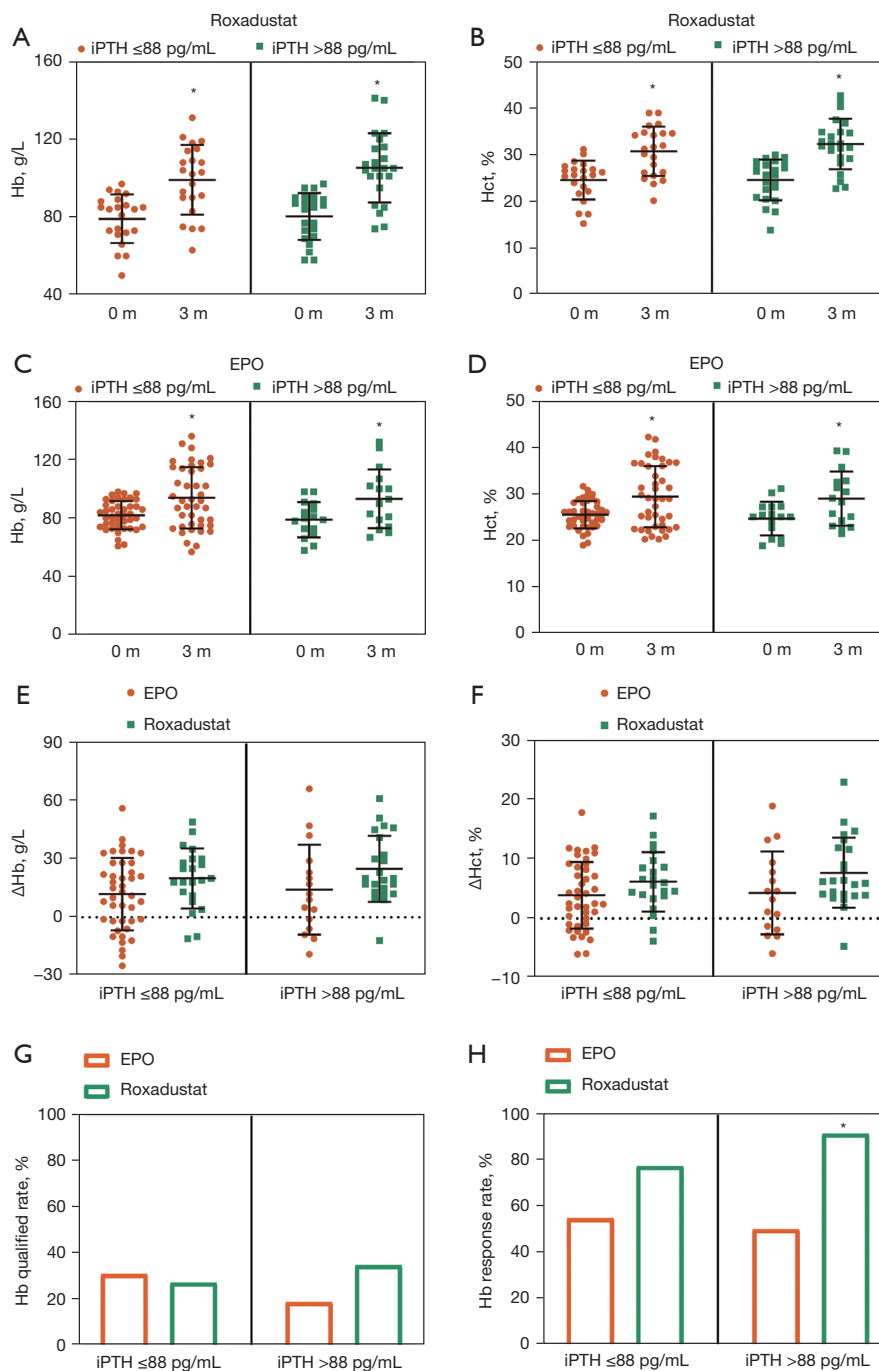 Roxadustat
A
iPTH ≤88 pg/mL
iPTH >88 pg/mL
160
120
80
40
Hb, g/L
*
*
0 m
3 m
0 m
3 m
Roxadustat
B
iPTH ≤88 pg/mL
iPTH >88 pg/mL
50
40
30
20
10
0
Hct, %
*
*
0 m
3 m
0 m
3 m
EPO
C
iPTH ≤88 pg/mL
iPTH >88 pg/mL
160
120
80
40
0
Hb, g/L
*
*
0 m
3 m
0 m
3 m
EPO
D
iPTH ≤88 pg/mL
iPTH >88 pg/mL
50
40
30
20
10
0
Hct, %
*
*
0 m
3 m
0 m
3 m
E
EPO
Roxadustat
90
60
30
0
−30
ΔHb, g/L
iPTH ≤88 pg/mL
iPTH >88 pg/mL
F
EPO
Roxadustat
30
20
10
0
−10
ΔHct, %
iPTH ≤88 pg/mL
iPTH >88 pg/mL
G
EPO
Roxadustat
100
80
60
40
20
0
Hb qualified rate, %
iPTH ≤88 pg/mL
iPTH >88 pg/mL
H
EPO
Roxadustat
100
80
60
40
20
0
Hb response rate, %
*
iPTH ≤88 pg/mL
iPTH >88 pg/mL